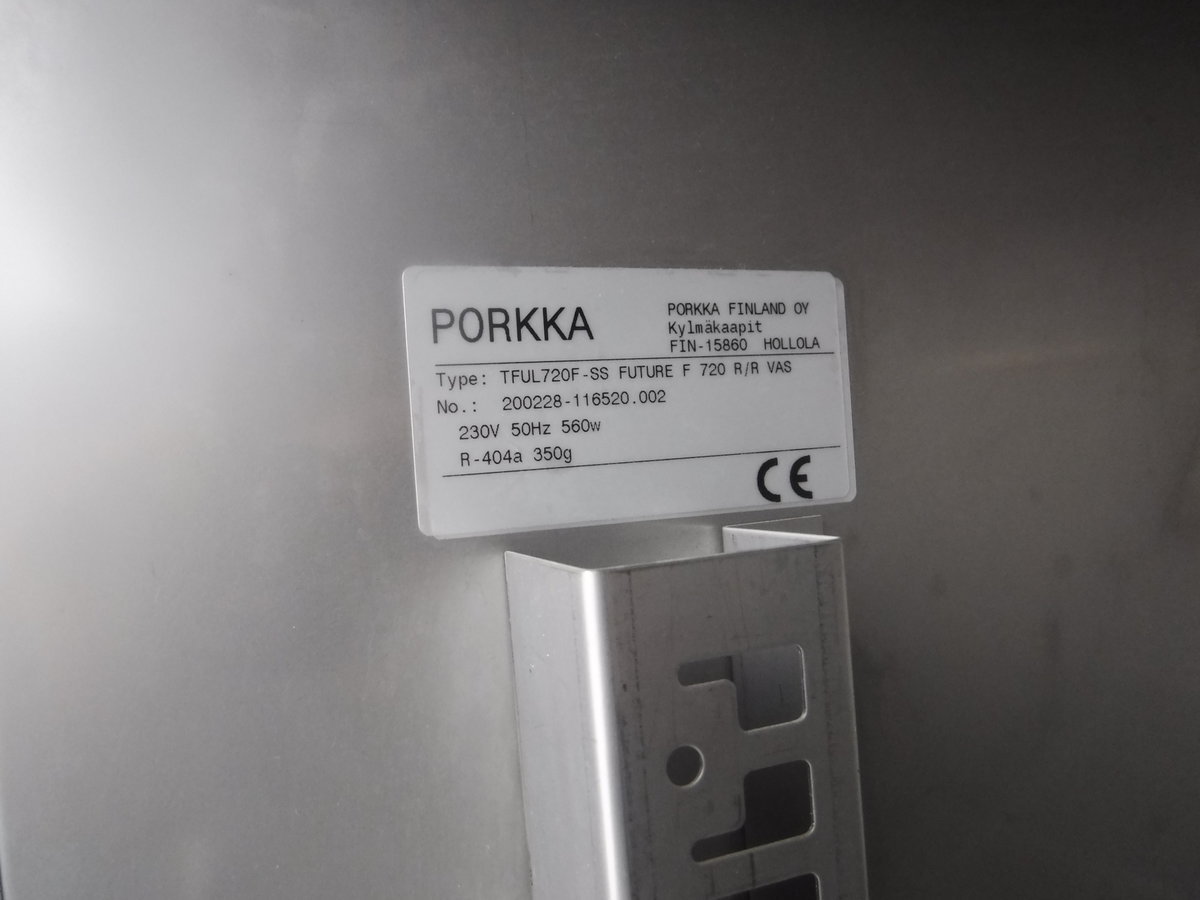 PORKKA
PORKKA FINLAND OY
Kylmäkaapit
FIN-15860 HOLLOLA
Type: TFUL720F-SS FUTURE F 720 R/R VAS
No.: 200228-116520.002
230V 50Hz 560w
R-404a 350g
CE